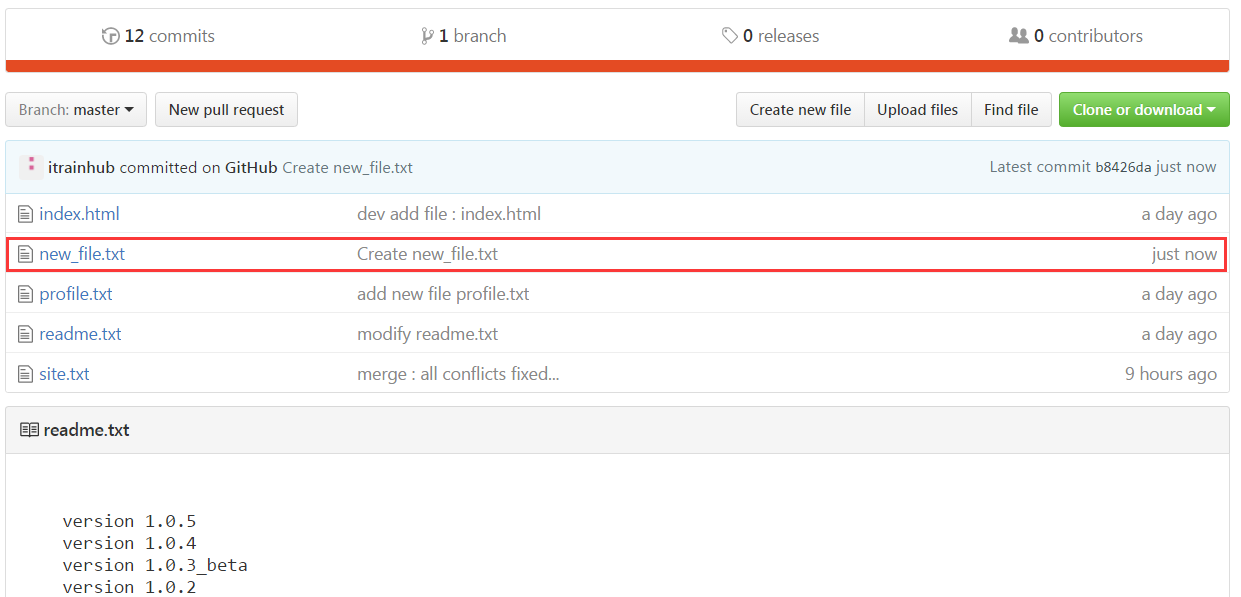 12 commits 1 branch 0 releases 0 contributors
Branch: master New pull request Create new file Upload files Find file Clone or download
itrainhub committed on GitHub Create new_file.txt Latest commit b8426da just now
index.html dev add file : index.html a day ago
new_file.txt Create new_file.txt just now
profile.txt add new file profile.txt a day ago
readme.txt modify readme.txt a day ago
site.txt merge : all conflicts fixed... 9 hours ago
readme.txt
version 1.0.5
version 1.0.4
version 1.0.3_beta
version 1.0.2